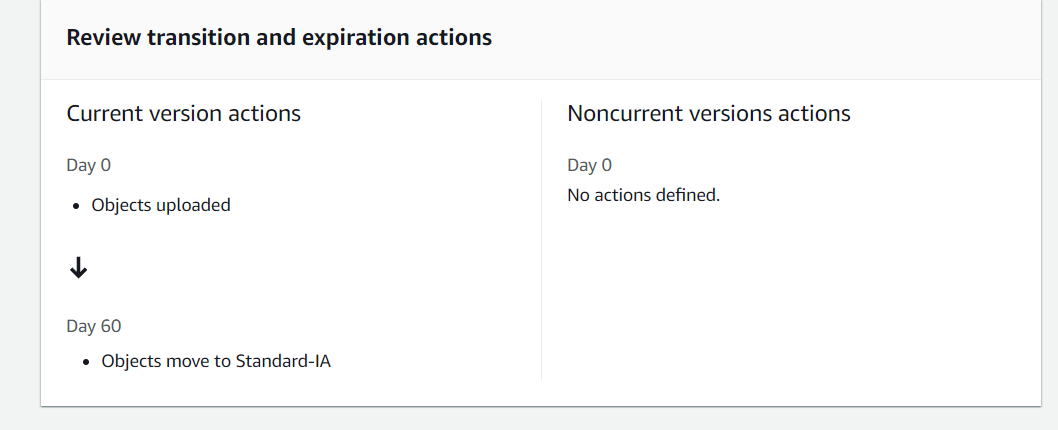 Review transition and expiration actions
Current version actions
Day 0
Objects uploaded
Day 60
Objects move to Standard-IA
Noncurrent versions actions
Day 0
No actions defined.